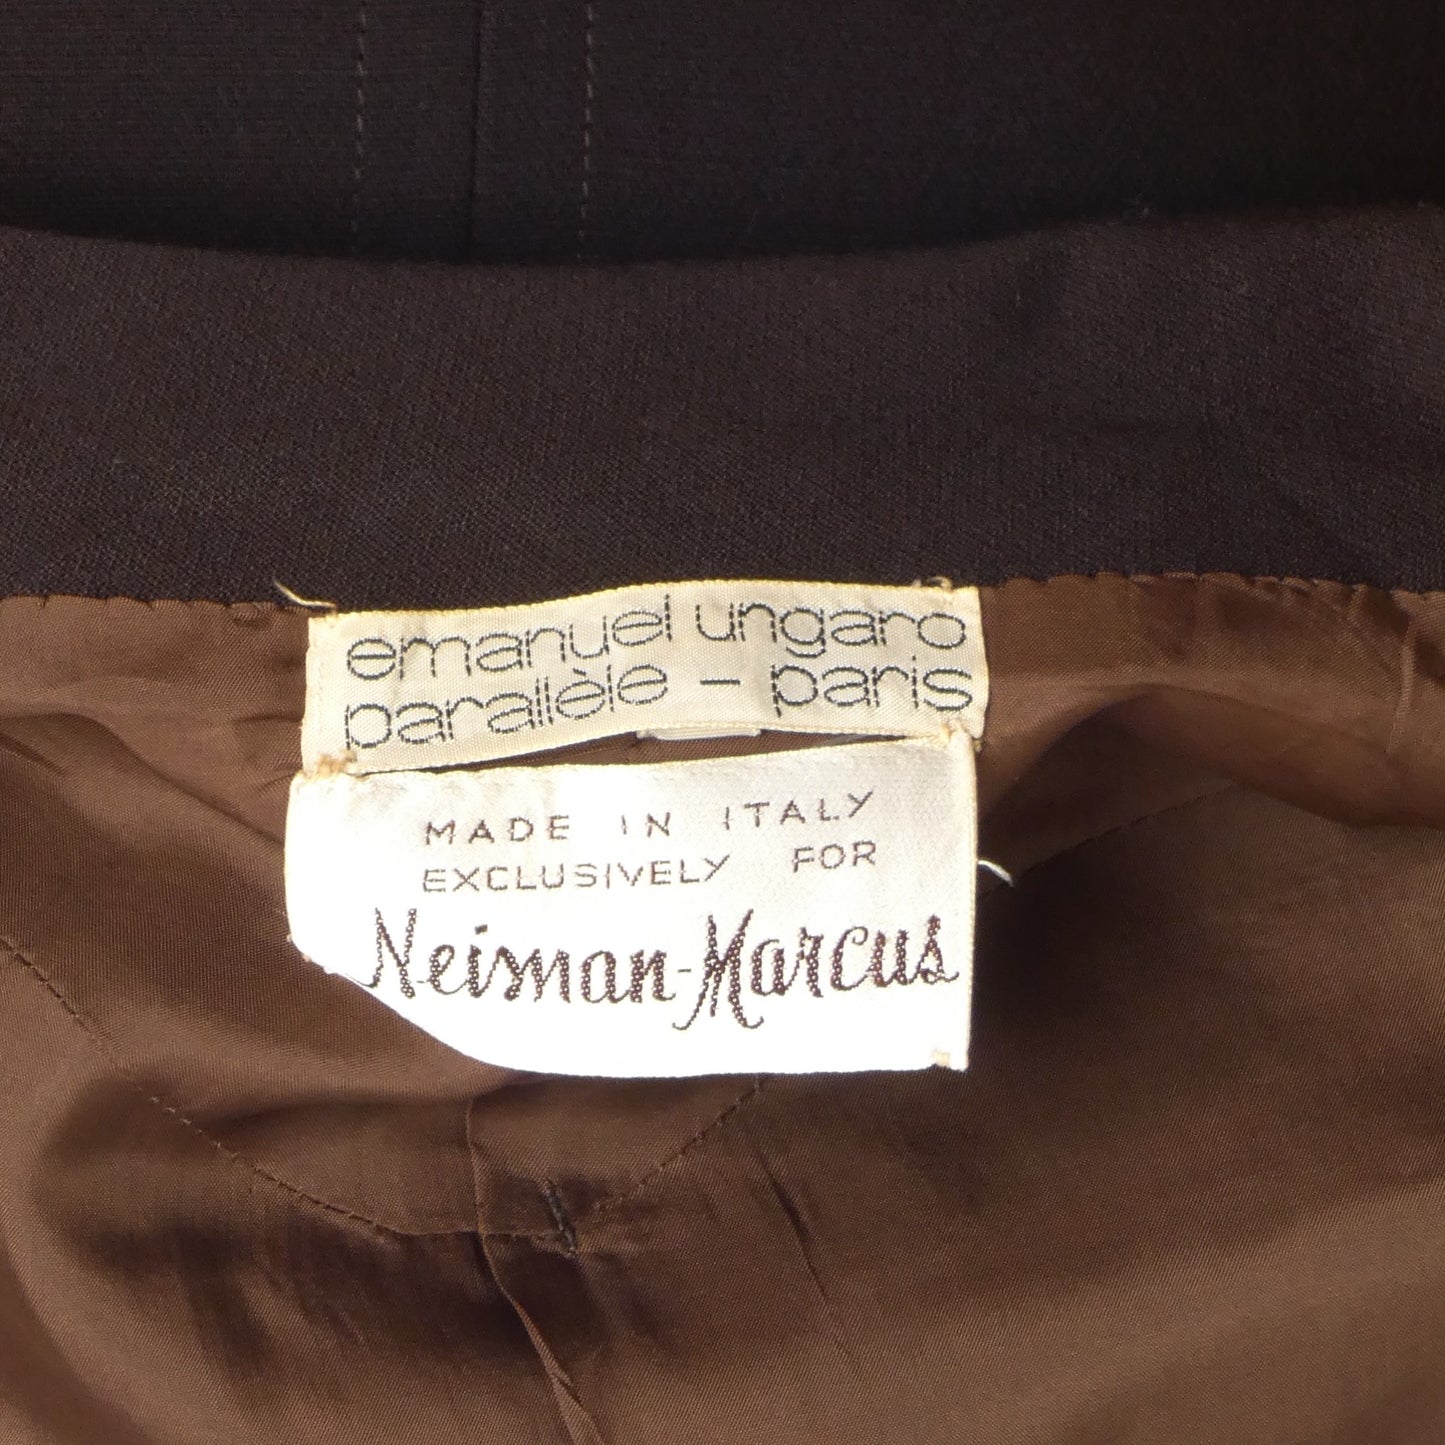 emanuel ungaro
parallèle - paris
MADE IN ITALY
EXCLUSIVELY FOR
Neiman-Marcus